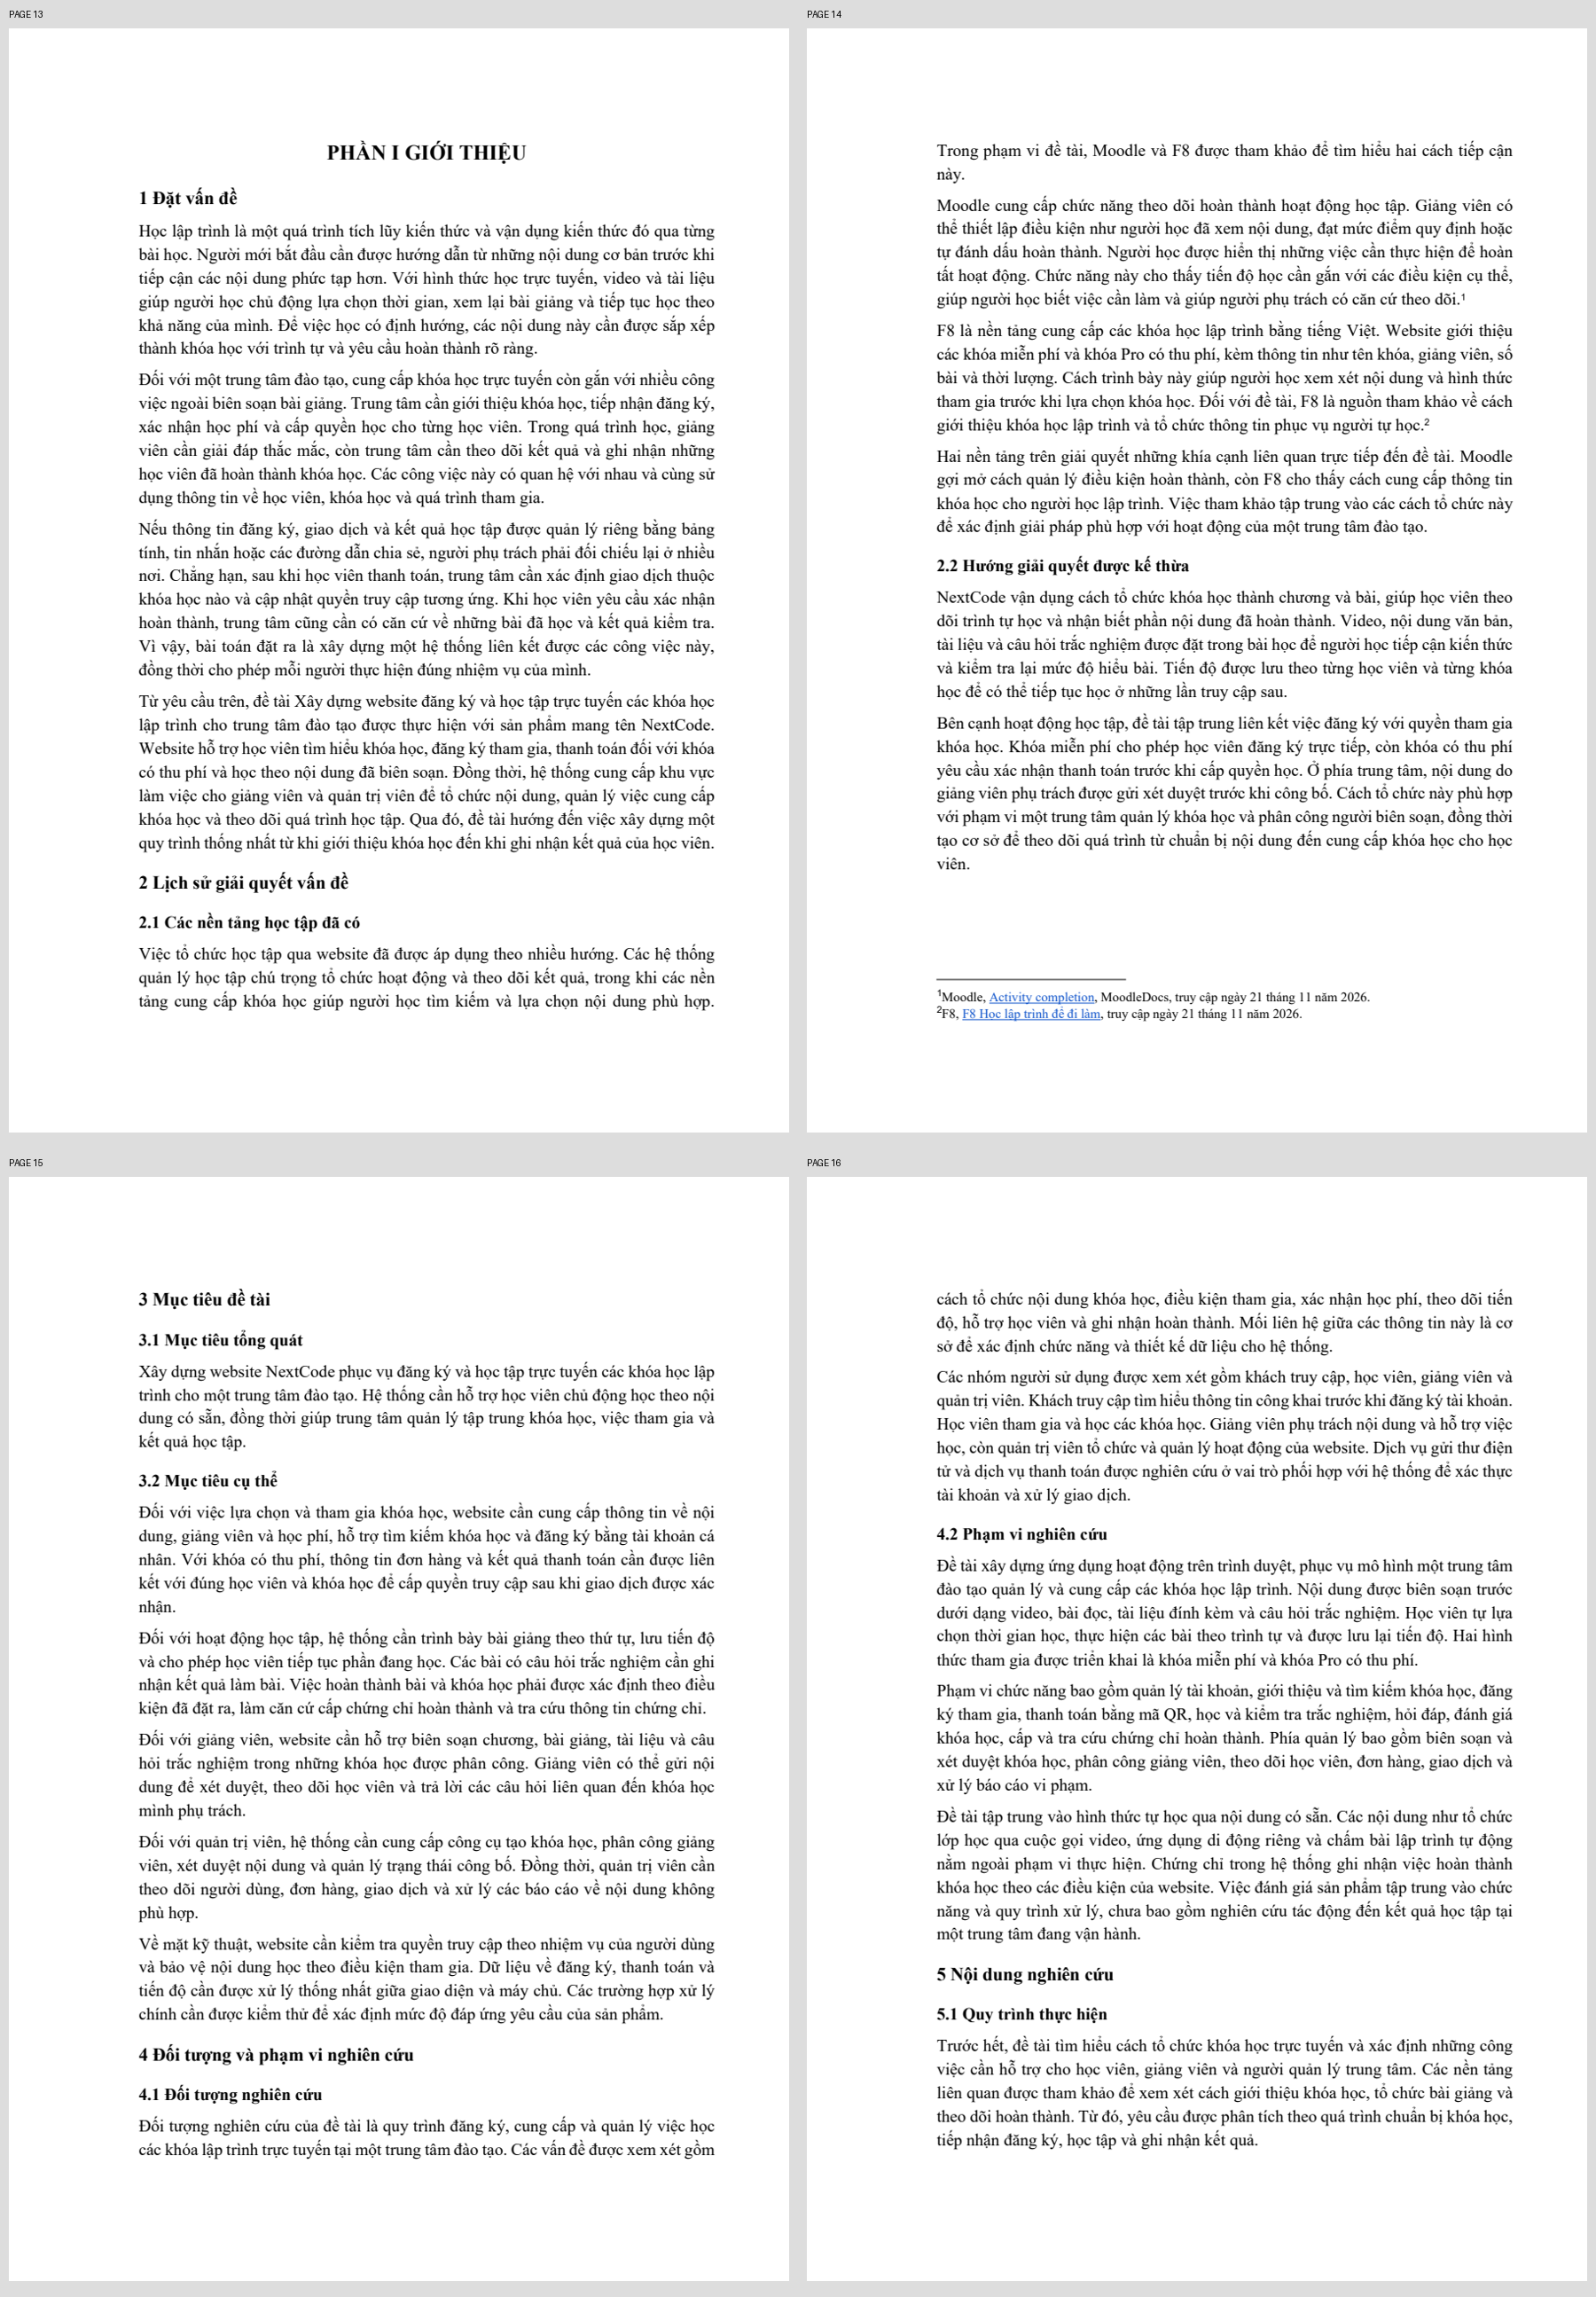 PAGE 13
PHẦN I GIỚI THIỆU
1 Đặt vấn đề
Học lập trình là một quá trình tích lũy kiến thức và vận dụng kiến thức đó qua từng
bài học. Người mới bắt đầu cần được hướng dẫn từ những nội dung cơ bản trước khi
tiếp cận các nội dung phức tạp hơn. Với hình thức học trực tuyến, video và tài liệu
giúp người học chủ động lựa chọn thời gian, xem lại bài giảng và tiếp tục học theo
khả năng của mình. Để việc học có định hướng, các nội dung này cần được sắp xếp
thành khóa học với trình tự và yêu cầu hoàn thành rõ ràng.
Đối với một trung tâm đào tạo, cung cấp khóa học trực tuyến còn gắn với nhiều công
việc ngoài biên soạn bài giảng. Trung tâm cần giới thiệu khóa học, tiếp nhận đăng ký,
xác nhận học phí và cấp quyền học cho từng học viên. Trong quá trình học, giảng
viên cần giải đáp thắc mắc, còn trung tâm cần theo dõi kết quả và ghi nhận những
học viên đã hoàn thành khóa học. Các công việc này có quan hệ với nhau và cùng sử
dụng thông tin về học viên, khóa học và quá trình tham gia.
Nếu thông tin đăng ký, giao dịch và kết quả học tập được quản lý riêng bằng bảng
tính, tin nhắn hoặc các đường dẫn chia sẻ, người phụ trách phải đối chiếu lại ở nhiều
nơi. Chẳng hạn, sau khi học viên thanh toán, trung tâm cần xác định giao dịch thuộc
khóa học nào và cập nhật quyền truy cập tương ứng. Khi học viên yêu cầu xác nhận
hoàn thành, trung tâm cũng cần có căn cứ về những bài đã học và kết quả kiểm tra.
Vì vậy, bài toán đặt ra là xây dựng một hệ thống liên kết được các công việc này,
đồng thời cho phép mỗi người thực hiện đúng nhiệm vụ của mình.
Từ yêu cầu trên, đề tài Xây dựng website đăng ký và học tập trực tuyến các khóa học
lập trình cho trung tâm đào tạo được thực hiện với sản phẩm mang tên NextCode.
Website hỗ trợ học viên tìm hiểu khóa học, đăng ký tham gia, thanh toán đối với khóa
có thu phí và học theo nội dung đã biên soạn. Đồng thời, hệ thống cung cấp khu vực
làm việc cho giảng viên và quản trị viên để tổ chức nội dung, quản lý việc cung cấp
khóa học và theo dõi quá trình học tập. Qua đó, đề tài hướng đến việc xây dựng một
quy trình thống nhất từ khi giới thiệu khóa học đến khi ghi nhận kết quả của học viên.
2 Lịch sử giải quyết vấn đề
2.1 Các nền tảng học tập đã có
Việc tổ chức học tập qua website đã được áp dụng theo nhiều hướng. Các hệ thống
quản lý học tập chú trọng tổ chức hoạt động và theo dõi kết quả, trong khi các nền
tảng cung cấp khóa học giúp người học tìm kiếm và lựa chọn nội dung phù hợp.
PAGE 14
Trong phạm vi đề tài, Moodle và F8 được tham khảo để tìm hiểu hai cách tiếp cận
này.
Moodle cung cấp chức năng theo dõi hoàn thành hoạt động học tập. Giảng viên có
thể thiết lập điều kiện như người học đã xem nội dung, đạt mức điểm quy định hoặc
tự đánh dấu hoàn thành. Người học được hiển thị những việc cần thực hiện để hoàn
tất hoạt động. Chức năng này cho thấy tiến độ học cần gắn với các điều kiện cụ thể,
giúp người học biết việc cần làm và giúp người phụ trách có căn cứ theo dõi.1
F8 là nền tảng cung cấp các khóa học lập trình bằng tiếng Việt. Website giới thiệu
các khóa miễn phí và khóa Pro có thu phí, kèm thông tin như tên khóa, giảng viên, số
bài và thời lượng. Cách trình bày này giúp người học xem xét nội dung và hình thức
tham gia trước khi lựa chọn khóa học. Đối với đề tài, F8 là nguồn tham khảo về cách
giới thiệu khóa học lập trình và tổ chức thông tin phục vụ người tự học.2
Hai nền tảng trên giải quyết những khía cạnh liên quan trực tiếp đến đề tài. Moodle
gợi mở cách quản lý điều kiện hoàn thành, còn F8 cho thấy cách cung cấp thông tin
khóa học cho người học lập trình. Việc tham khảo tập trung vào các cách tổ chức này
để xác định giải pháp phù hợp với hoạt động của một trung tâm đào tạo.
2.2 Hướng giải quyết được kế thừa
NextCode vận dụng cách tổ chức khóa học thành chương và bài, giúp học viên theo
dõi trình tự học và nhận biết phần nội dung đã hoàn thành. Video, nội dung văn bản,
tài liệu và câu hỏi trắc nghiệm được đặt trong bài học để người học tiếp cận kiến thức
và kiểm tra lại mức độ hiểu bài. Tiến độ được lưu theo từng học viên và từng khóa
học để có thể tiếp tục học ở những lần truy cập sau.
Bên cạnh hoạt động học tập, đề tài tập trung liên kết việc đăng ký với quyền tham gia
khóa học. Khóa miễn phí cho phép học viên đăng ký trực tiếp, còn khóa có thu phí
yêu cầu xác nhận thanh toán trước khi cấp quyền học. Ở phía trung tâm, nội dung do
giảng viên phụ trách được gửi xét duyệt trước khi công bố. Cách tổ chức này phù hợp
với phạm vi một trung tâm quản lý khóa học và phân công người biên soạn, đồng thời
tạo cơ sở để theo dõi quá trình từ chuẩn bị nội dung đến cung cấp khóa học cho học
viên.
1Moodle, Activity completion, MoodleDocs, truy cập ngày 21 tháng 11 năm 2026.
2F8, F8 Học lập trình để đi làm, truy cập ngày 21 tháng 11 năm 2026.
PAGE 15
3 Mục tiêu đề tài
3.1 Mục tiêu tổng quát
Xây dựng website NextCode phục vụ đăng ký và học tập trực tuyến các khóa học lập
trình cho một trung tâm đào tạo. Hệ thống cần hỗ trợ học viên chủ động học theo nội
dung có sẵn, đồng thời giúp trung tâm quản lý tập trung khóa học, việc tham gia và
kết quả học tập.
3.2 Mục tiêu cụ thể
Đối với việc lựa chọn và tham gia khóa học, website cần cung cấp thông tin về nội
dung, giảng viên và học phí, hỗ trợ tìm kiếm khóa học và đăng ký bằng tài khoản cá
nhân. Với khóa có thu phí, thông tin đơn hàng và kết quả thanh toán cần được liên
kết với đúng học viên và khóa học để cấp quyền truy cập sau khi giao dịch được xác
nhận.
Đối với hoạt động học tập, hệ thống cần trình bày bài giảng theo thứ tự, lưu tiến độ
và cho phép học viên tiếp tục phần đang học. Các bài có câu hỏi trắc nghiệm cần ghi
nhận kết quả làm bài. Việc hoàn thành bài và khóa học phải được xác định theo điều
kiện đã đặt ra, làm căn cứ cấp chứng chỉ hoàn thành và tra cứu thông tin chứng chỉ.
Đối với giảng viên, website cần hỗ trợ biên soạn chương, bài giảng, tài liệu và câu
hỏi trắc nghiệm trong những khóa học được phân công. Giảng viên có thể gửi nội
dung để xét duyệt, theo dõi học viên và trả lời các câu hỏi liên quan đến khóa học
mình phụ trách.
Đối với quản trị viên, hệ thống cần cung cấp công cụ tạo khóa học, phân công giảng
viên, xét duyệt nội dung và quản lý trạng thái công bố. Đồng thời, quản trị viên cần
theo dõi người dùng, đơn hàng, giao dịch và xử lý các báo cáo về nội dung không
phù hợp.
Về mặt kỹ thuật, website cần kiểm tra quyền truy cập theo nhiệm vụ của người dùng
và bảo vệ nội dung học theo điều kiện tham gia. Dữ liệu về đăng ký, thanh toán và
tiến độ cần được xử lý thống nhất giữa giao diện và máy chủ. Các trường hợp xử lý
chính cần được kiểm thử để xác định mức độ đáp ứng yêu cầu của sản phẩm.
4 Đối tượng và phạm vi nghiên cứu
4.1 Đối tượng nghiên cứu
Đối tượng nghiên cứu của đề tài là quy trình đăng ký, cung cấp và quản lý việc học
các khóa lập trình trực tuyến tại một trung tâm đào tạo. Các vấn đề được xem xét gồm
PAGE 16
cách tổ chức nội dung khóa học, điều kiện tham gia, xác nhận học phí, theo dõi tiến
độ, hỗ trợ học viên và ghi nhận hoàn thành. Mối liên hệ giữa các thông tin này là cơ
sở để xác định chức năng và thiết kế dữ liệu cho hệ thống.
Các nhóm người sử dụng được xem xét gồm khách truy cập, học viên, giảng viên và
quản trị viên. Khách truy cập tìm hiểu thông tin công khai trước khi đăng ký tài khoản.
Học viên tham gia và học các khóa học. Giảng viên phụ trách nội dung và hỗ trợ việc
học, còn quản trị viên tổ chức và quản lý hoạt động của website. Dịch vụ gửi thư điện
tử và dịch vụ thanh toán được nghiên cứu ở vai trò phối hợp với hệ thống để xác thực
tài khoản và xử lý giao dịch.
4.2 Phạm vi nghiên cứu
Đề tài xây dựng ứng dụng hoạt động trên trình duyệt, phục vụ mô hình một trung tâm
đào tạo quản lý và cung cấp các khóa học lập trình. Nội dung được biên soạn trước
dưới dạng video, bài đọc, tài liệu đính kèm và câu hỏi trắc nghiệm. Học viên tự lựa
chọn thời gian học, thực hiện các bài theo trình tự và được lưu lại tiến độ. Hai hình
thức tham gia được triển khai là khóa miễn phí và khóa Pro có thu phí.
Phạm vi chức năng bao gồm quản lý tài khoản, giới thiệu và tìm kiếm khóa học, đăng
ký tham gia, thanh toán bằng mã QR, học và kiểm tra trắc nghiệm, hỏi đáp, đánh giá
khóa học, cấp và tra cứu chứng chỉ hoàn thành. Phía quản lý bao gồm biên soạn và
xét duyệt khóa học, phân công giảng viên, theo dõi học viên, đơn hàng, giao dịch và
xử lý báo cáo vi phạm.
Đề tài tập trung vào hình thức tự học qua nội dung có sẵn. Các nội dung như tổ chức
lớp học qua cuộc gọi video, ứng dụng di động riêng và chấm bài lập trình tự động
nằm ngoài phạm vi thực hiện. Chứng chỉ trong hệ thống ghi nhận việc hoàn thành
khóa học theo các điều kiện của website. Việc đánh giá sản phẩm tập trung vào chức
năng và quy trình xử lý, chưa bao gồm nghiên cứu tác động đến kết quả học tập tại
một trung tâm đang vận hành.
5 Nội dung nghiên cứu
5.1 Quy trình thực hiện
Trước hết, đề tài tìm hiểu cách tổ chức khóa học trực tuyến và xác định những công
việc cần hỗ trợ cho học viên, giảng viên và người quản lý trung tâm. Các nền tảng
liên quan được tham khảo để xem xét cách giới thiệu khóa học, tổ chức bài giảng và
theo dõi hoàn thành. Từ đó, yêu cầu được phân tích theo quá trình chuẩn bị khóa học,
tiếp nhận đăng ký, học tập và ghi nhận kết quả.